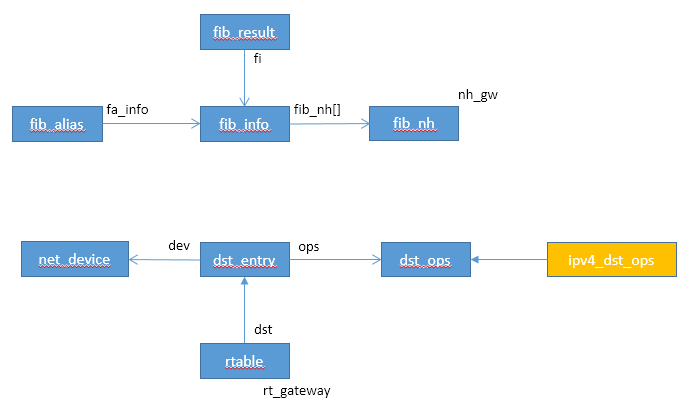 fib_result
fi
nh_gw
fa_info
fib_nh[]
fib_alias
fib_info
fib_nh
dev
ops
net_device
dst_entry
dst_ops
ipv4_dst_ops
dst
rtable
rt_gateway